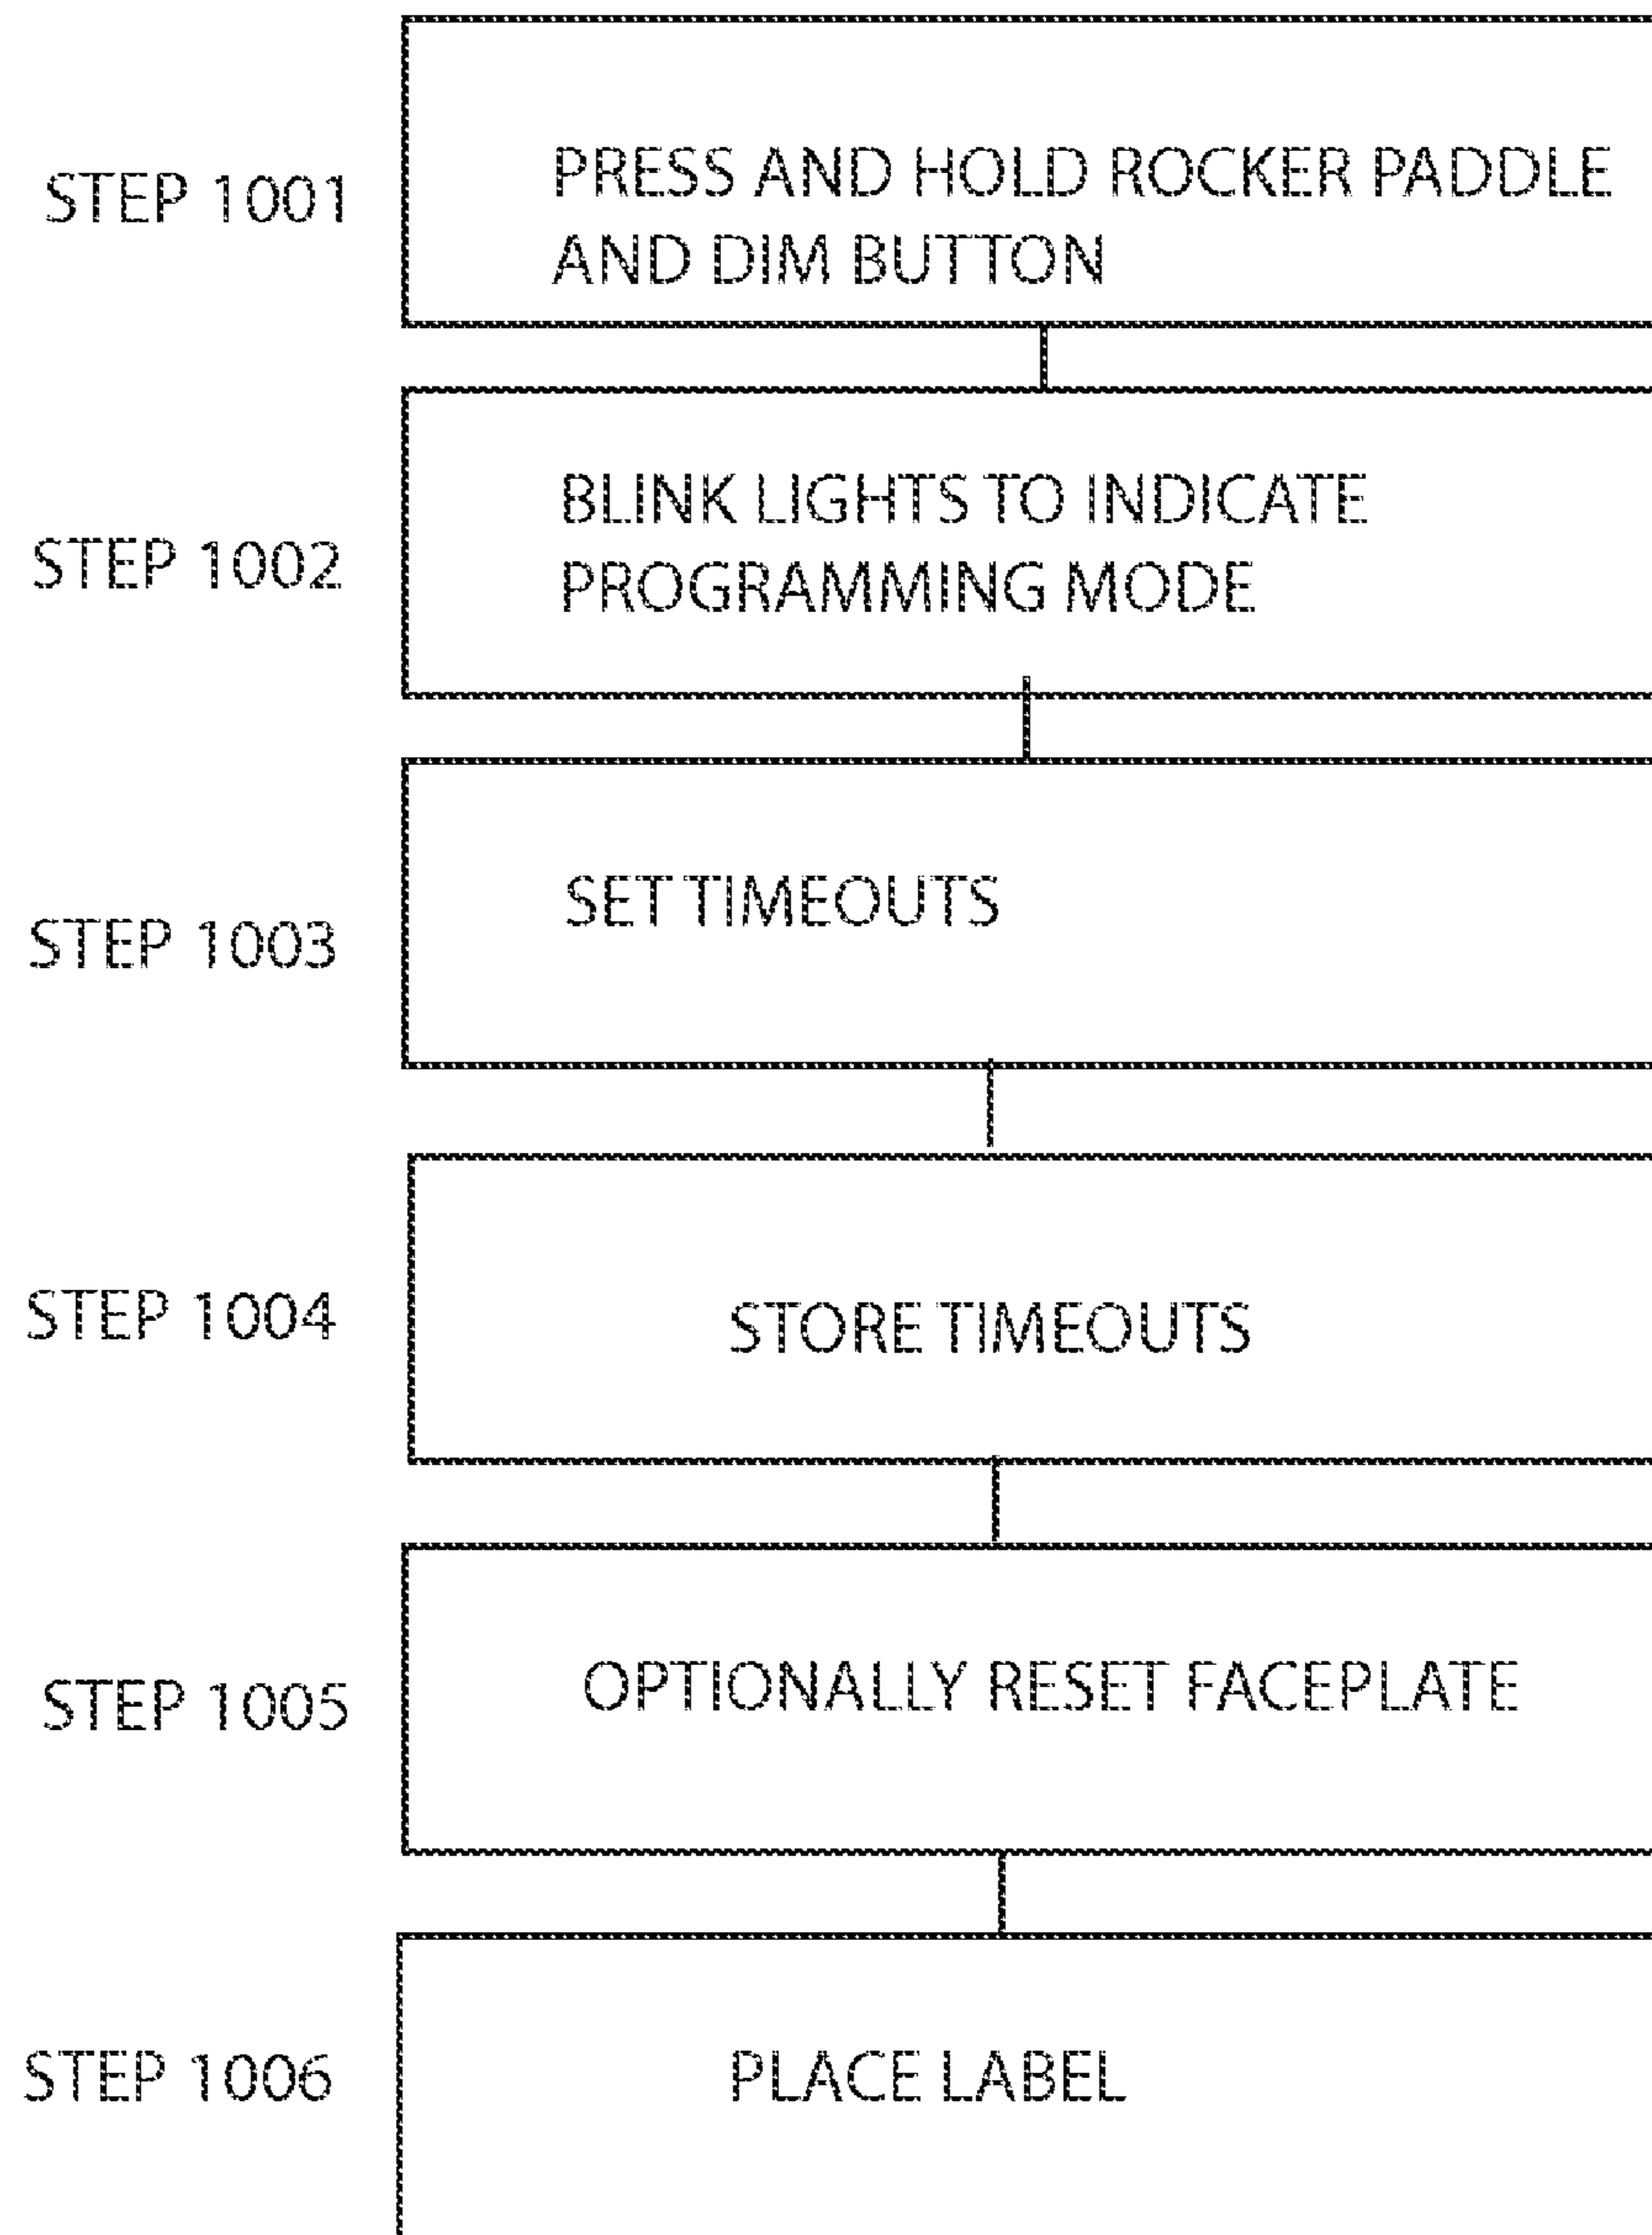 STEP 1001
PRESS AND HOLD ROCKER PADDLE
AND DIM BUTTON
STEP 1002
BLINK LIGHTS TO INDICATE
PROGRAMMING MODE
STEP 1003
SET TIMEOUTS
STEP 1004
STORE TIMEOUTS
STEP 1005
OPTIONALLY RESET FACEPLATE
STEP 1006
PLACE LABEL